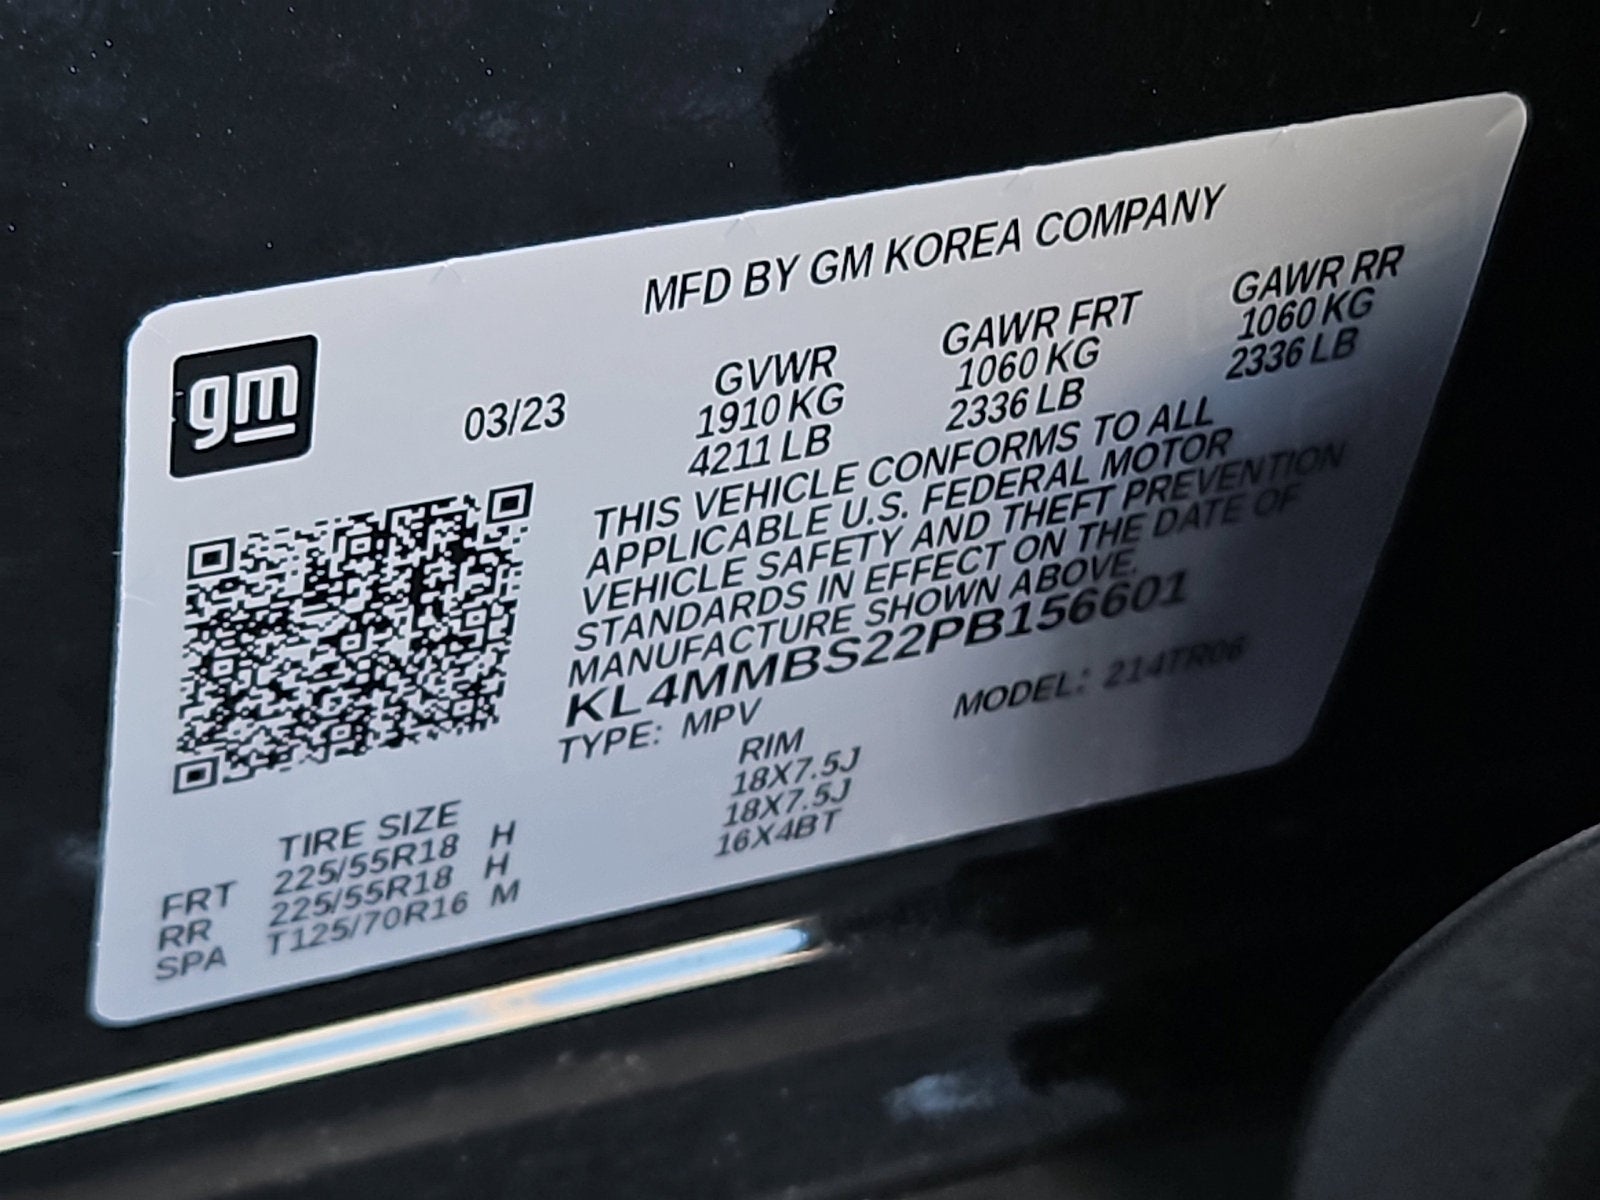 MFD BY GM KOREA COMPANY
gm
03/23
GVWR GAWR FRT GAWR RR
1910 KG 1060 KG 1060 KG
4211 LB 2336 LB 2336 LB
THIS VEHICLE CONFORMS TO ALL
APPLICABLE U.S. FEDERAL MOTOR
VEHICLE SAFETY AND THEFT PREVENTION
STANDARDS IN EFFECT ON THE DATE OF
MANUFACTURE SHOWN ABOVE.
KL4MMBS22PB156601
TYPE: MPV MODEL: 214TR06
TIRE SIZE RIM
FRT 225/55R18 H 18X7.5J
RR 225/55R18 H 18X7.5J
SPA T125/70R16 M 16X4BT